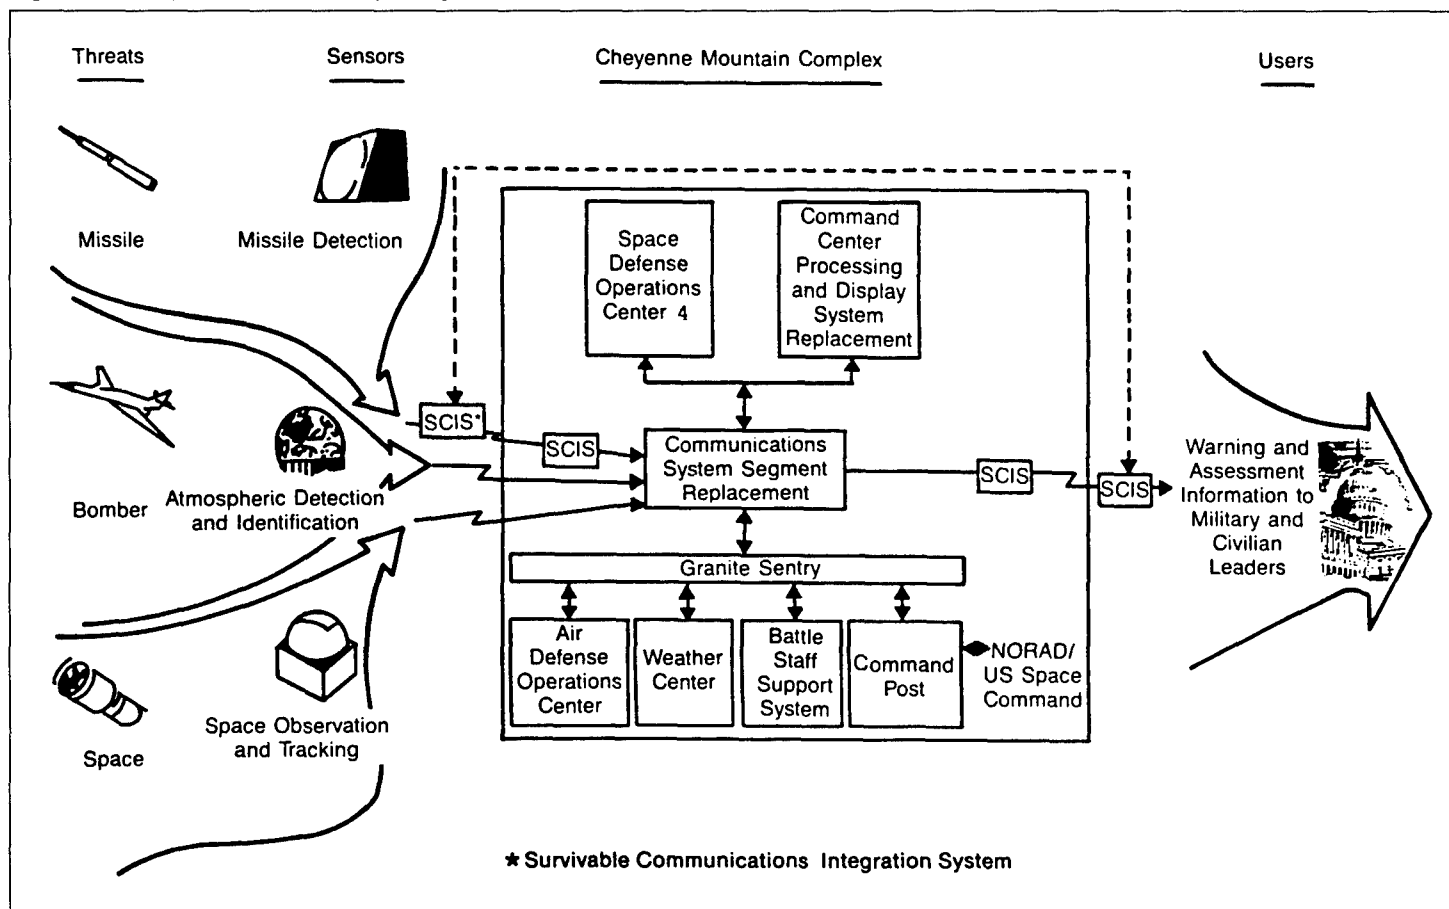 Threats
Sensors
Cheyenne Mountain Complex
Users
Missile
Missile Detection
Bomber
Atmospheric Detection
and Identification
Space
Space Observation
and Tracking
SCIS*
SCIS
Space
Defense
Operations
Center 4
Command
Center
Processing
and Display
System
Replacement
Communications
System Segment
Replacement
Granite Sentry
Air
Defense
Operations
Center
Weather
Center
Battle
Staff
Support
System
Command
Post
NORAD/
US Space
Command
SCIS
SCIS
Warning and
Assessment
Information to
Military and
Civilian
Leaders
* Survivable Communications Integration System